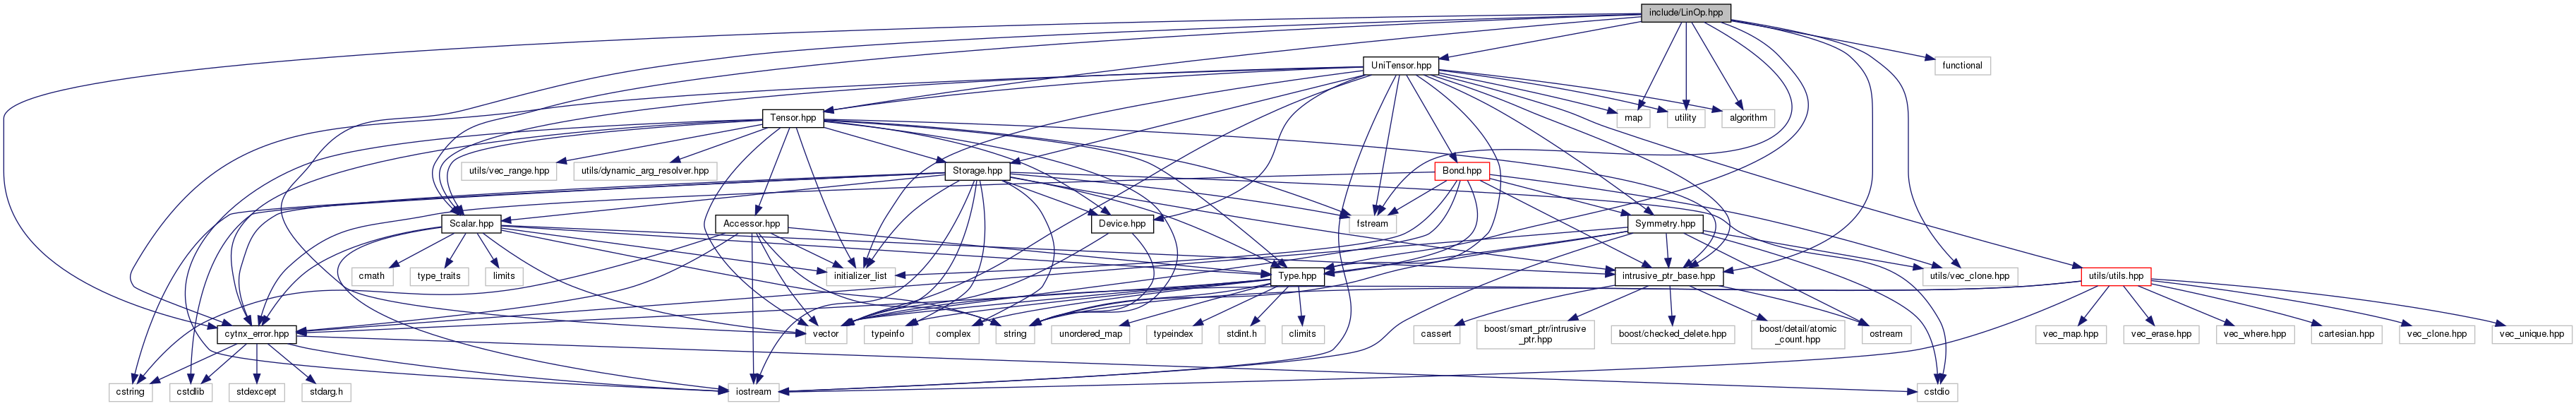 include/LinOp.hpp
UniTensor.hpp
functional
Tensor.hpp
map
utility
algorithm
utils/vec_range.hpp
utils/dynamic_arg_resolver.hpp
Storage.hpp
Bond.hpp
Scalar.hpp
Accessor.hpp
Device.hpp
fstream
Symmetry.hpp
cmath
type_traits
limits
initializer_list
Type.hpp
intrusive_ptr_base.hpp
utils/vec_clone.hpp
utils/utils.hpp
cytnx_error.hpp
vector
typeinfo
complex
string
unordered_map
typeindex
stdint.h
climits
cassert
boost/smart_ptr/intrusive
_ptr.hpp
boost/checked_delete.hpp
boost/detail/atomic
_count.hpp
ostream
vec_map.hpp
vec_erase.hpp
vec_where.hpp
cartesian.hpp
vec_clone.hpp
vec_unique.hpp
cstring
cstdlib
stdexcept
stdarg.h
iostream
cstdio